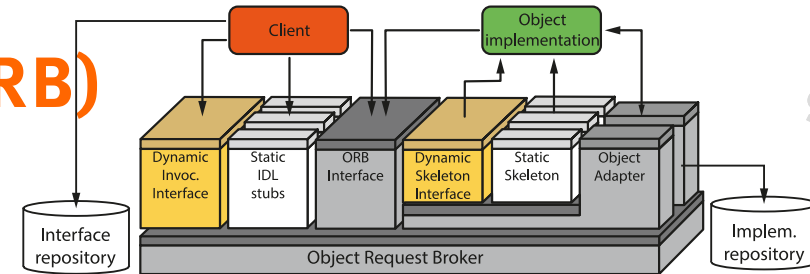 RB)
Client
Object
implementation
Dynamic
Invoc.
Interface
Static
IDL
stubs
ORB
Interface
Dynamic
Skeleton
Interface
Static
Skeleton
Object
Adapter
Interface
repository
Implem.
repository
Object Request Broker